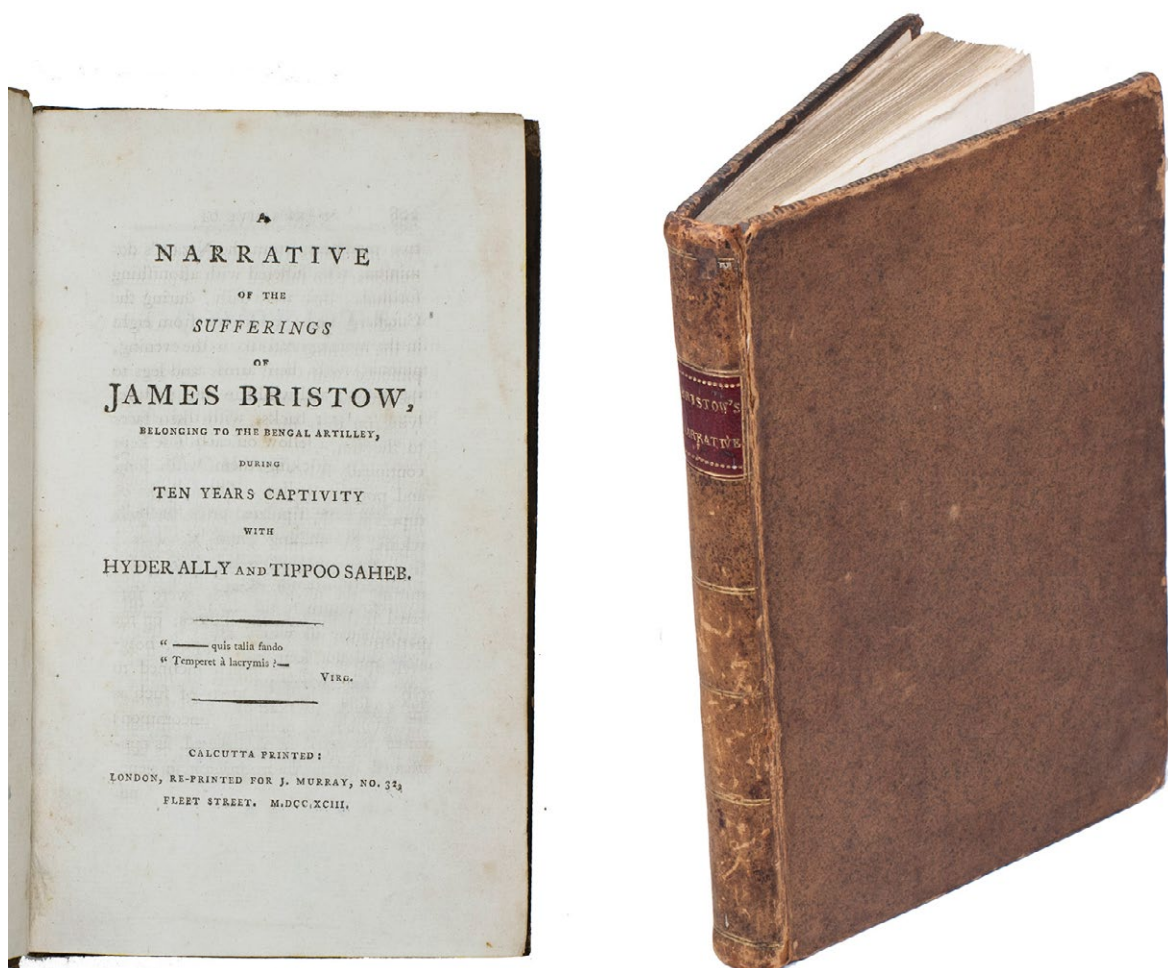 A
NARRATIVE
OF THE
SUFFERINGS
OF
JAMES BRISTOW,
BELONGING TO THE BENGAL ARTILLEY,
DURING
TEN YEARS CAPTIVITY
WITH
HYDER ALLY AND TIPPOO SAHEB.
“ —— quis talia fando
“ Temperet à lacrymis ?—
VIRG.
CALCUTTA PRINTED:
LONDON, RE-PRINTED FOR J. MURRAY, NO. 32,
FLEET STREET. M.DCC.XCIII.
BRISTOW'S
NARRATIVE